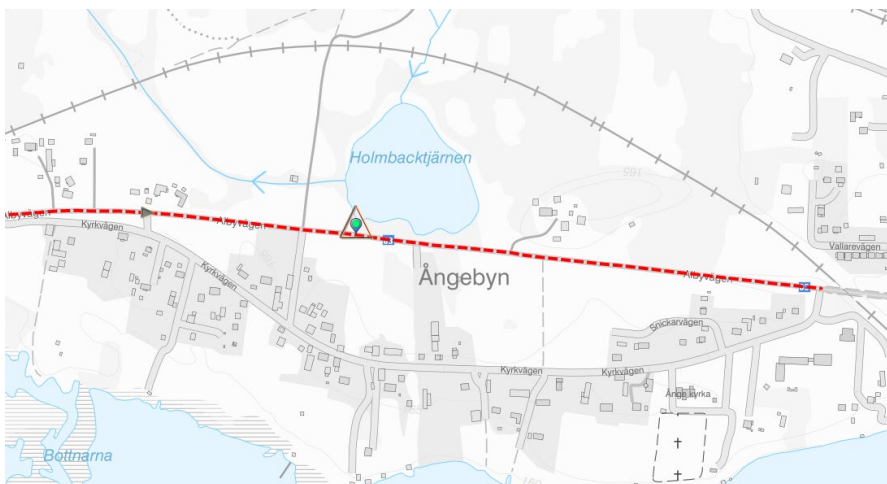 Holmbacktjärnen
Albyvägen
Kyrkvägen
Albyvägen
Vallarevägen
Kyrkvägen
Ångebyn
Albyvägen
Snickarvägen
Kyrkvägen
Kyrkvägen
Ånge kyrka
Bottnarna